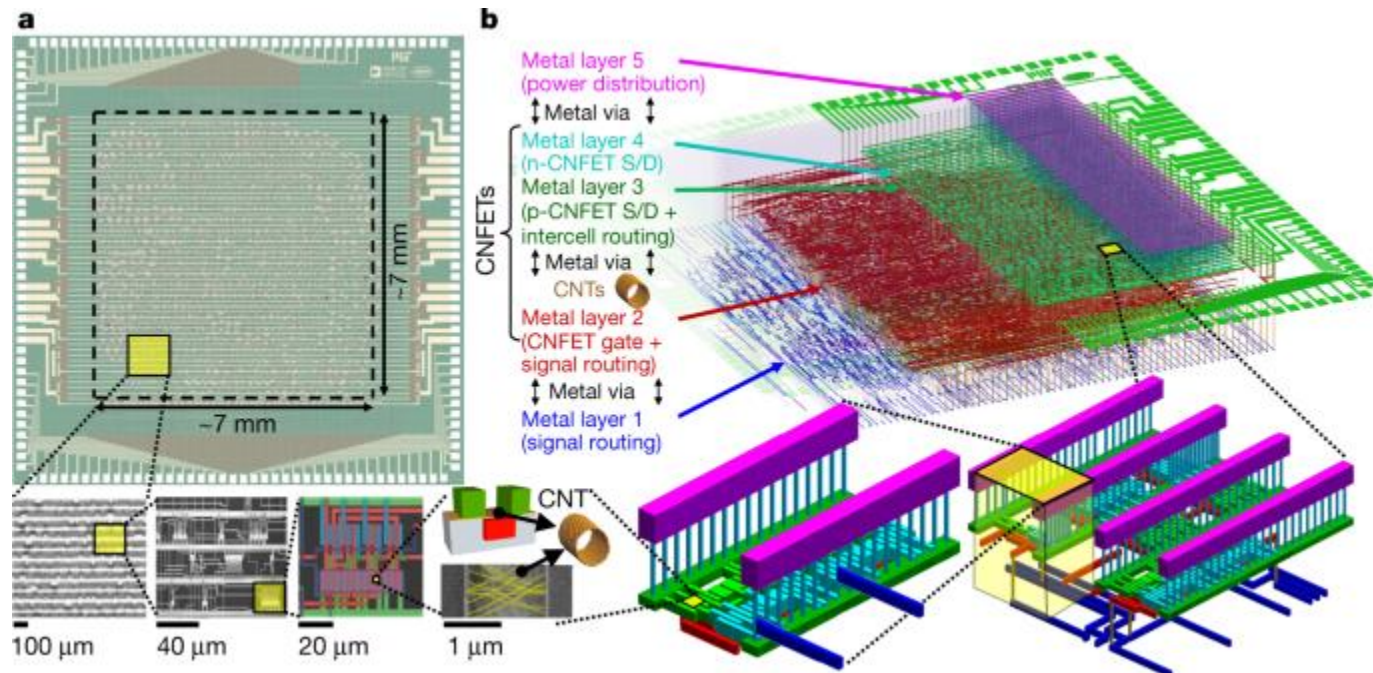 a
MIT
~7 mm
~7 mm
100 μm
40 μm
20 μm
1 μm
CNT
b
Metal layer 5
(power distribution)
Metal via
Metal layer 4
(n-CNFET S/D)
Metal layer 3
(p-CNFET S/D +
intercell routing)
Metal via
CNTs
Metal layer 2
(CNFET gate +
signal routing)
Metal via
Metal layer 1
(signal routing)
CNFETs